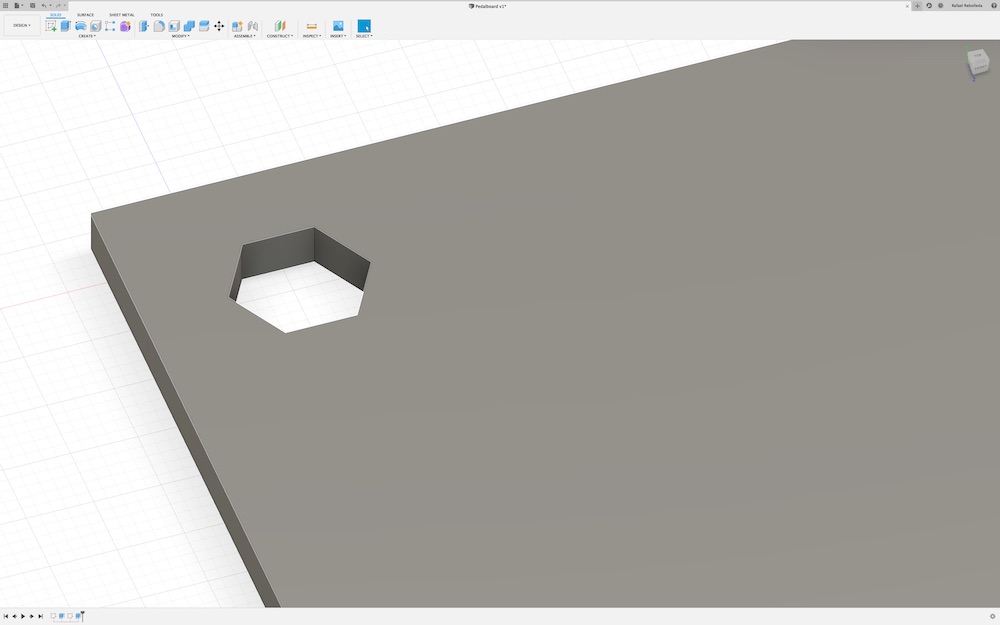 Pedalboard v1*
Rafael Rebolleda
SOLID
SURFACE
SHEET METAL
TOOLS
DESIGN
CREATE
MODIFY
ASSEMBLE
CONSTRUCT
INSPECT
INSERT
SELECT